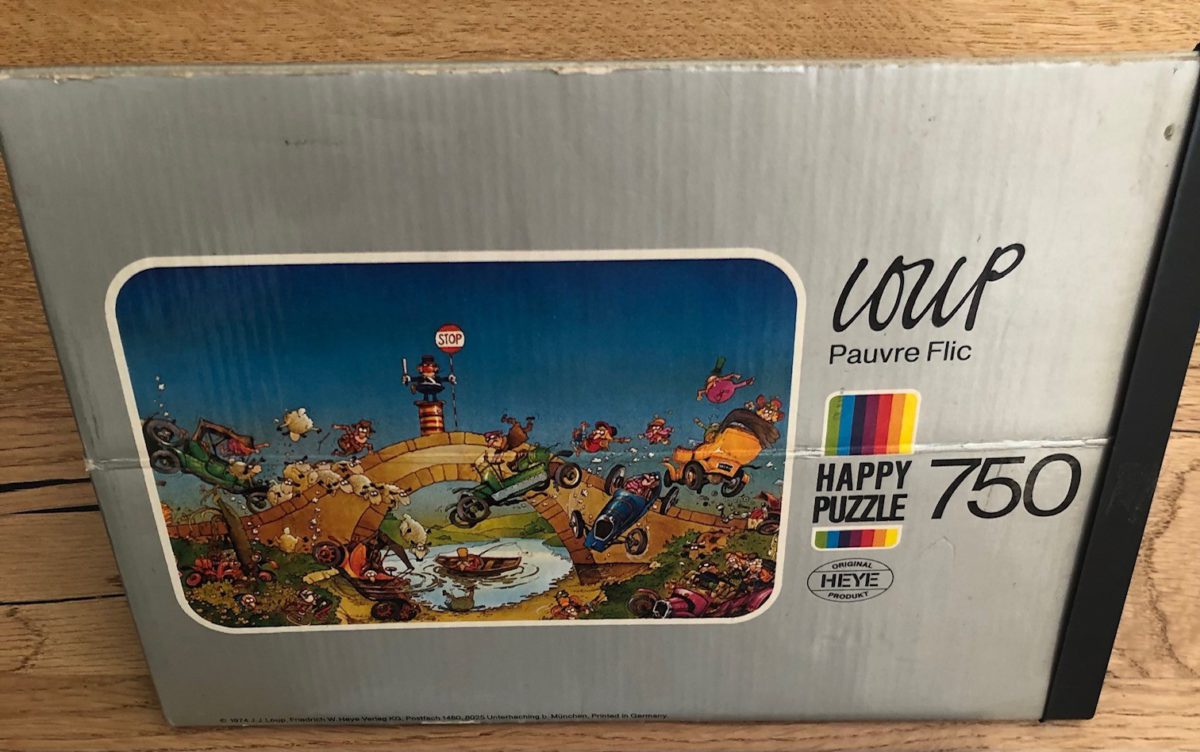 STOP
LOUP
Pauvre Flic
HAPPY
PUZZLE
750
ORIGINAL
HEYE
PRODUKT
© 1974 J.J. Loup, Friedrich W. Heye Verlag KG, Postfach 1480, 8025 Unterhaching b. München, Printed in Germany.